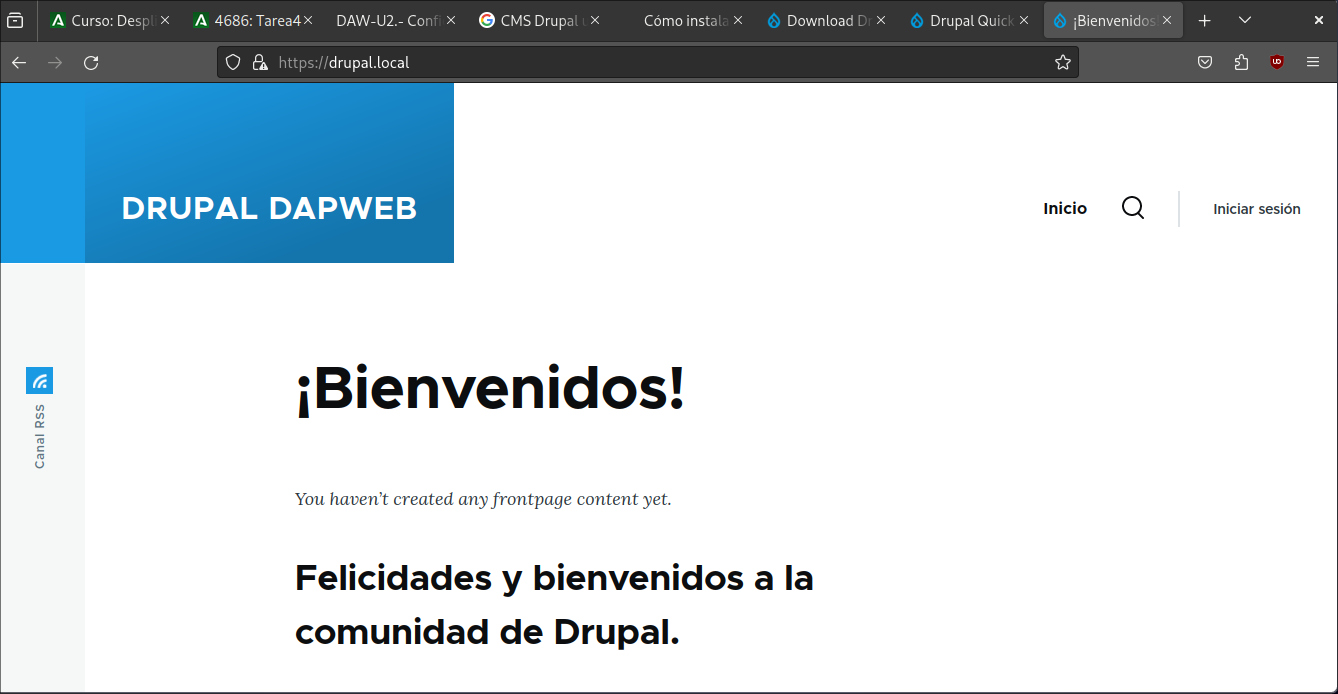 Curso: Despl
4686: Tarea4
DAW-U2.- Confi
CMS Drupal
Cómo instala
Download Dr
Drupal Quick
¡Bienvenidos!
https://drupal.local
DRUPAL DAPWEB
Inicio
Iniciar sesión
¡Bienvenidos!
Canal RSS
You haven’t created any frontpage content yet.
Felicidades y bienvenidos a la
comunidad de Drupal.